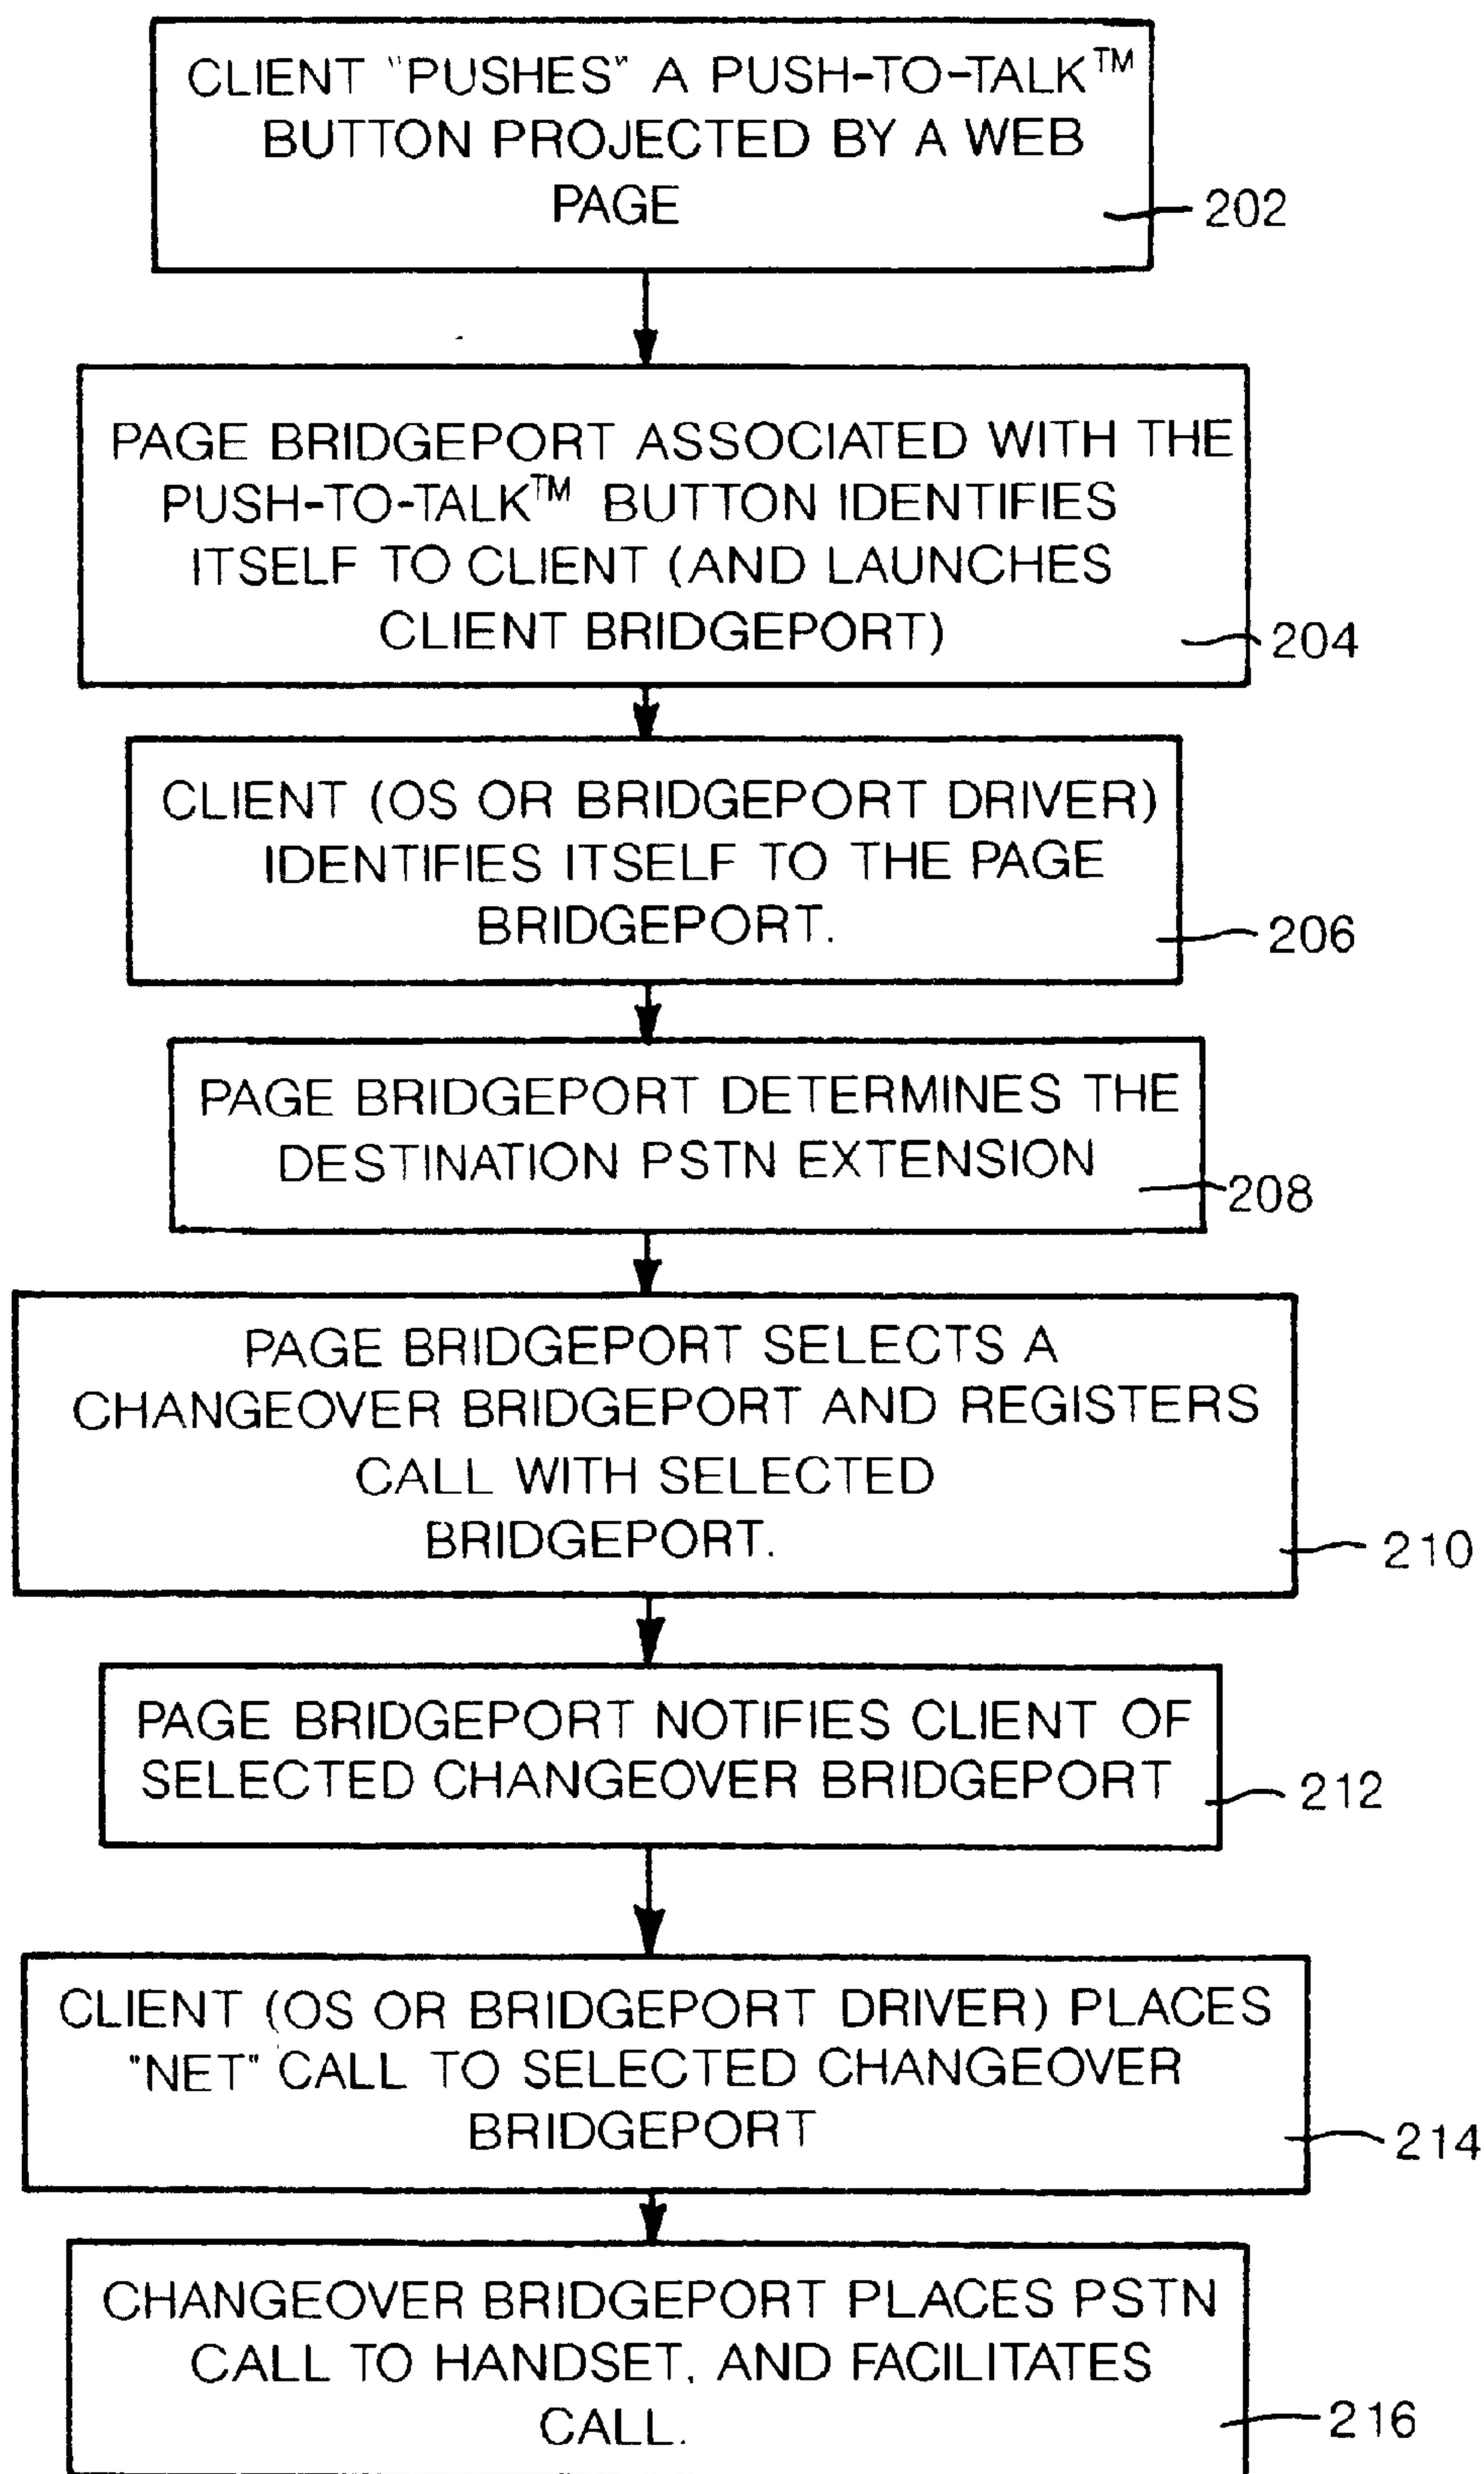 CLIENT "PUSHES" A PUSH-TO-TALK™
BUTTON PROJECTED BY A WEB
PAGE
202
PAGE BRIDGEPORT ASSOCIATED WITH THE
PUSH-TO-TALK™ BUTTON IDENTIFIES
ITSELF TO CLIENT (AND LAUNCHES
CLIENT BRIDGEPORT)
204
CLIENT (OS OR BRIDGEPORT DRIVER)
IDENTIFIES ITSELF TO THE PAGE
BRIDGEPORT.
206
PAGE BRIDGEPORT DETERMINES THE
DESTINATION PSTN EXTENSION
208
PAGE BRIDGEPORT SELECTS A
CHANGEOVER BRIDGEPORT AND REGISTERS
CALL WITH SELECTED
BRIDGEPORT.
210
PAGE BRIDGEPORT NOTIFIES CLIENT OF
SELECTED CHANGEOVER BRIDGEPORT
212
CLIENT (OS OR BRIDGEPORT DRIVER) PLACES
"NET" CALL TO SELECTED CHANGEOVER
BRIDGEPORT
214
CHANGEOVER BRIDGEPORT PLACES PSTN
CALL TO HANDSET, AND FACILITATES
CALL.
216